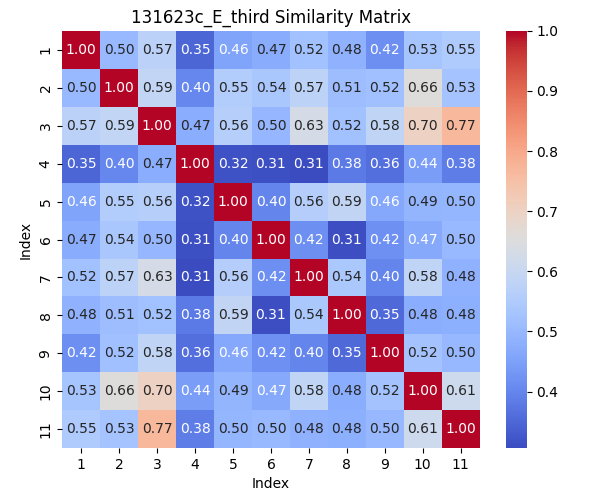 131623c_E_third Similarity Matrix
1 1.00 0.50 0.57 0.35 0.46 0.47 0.52 0.48 0.42 0.53 0.55
2 0.50 1.00 0.59 0.40 0.55 0.54 0.57 0.51 0.52 0.66 0.53
3 0.57 0.59 1.00 0.47 0.56 0.50 0.63 0.52 0.58 0.70 0.77
4 0.35 0.40 0.47 1.00 0.32 0.31 0.31 0.38 0.36 0.44 0.38
5 0.46 0.55 0.56 0.32 1.00 0.40 0.56 0.59 0.46 0.49 0.50
6 0.47 0.54 0.50 0.31 0.40 1.00 0.42 0.31 0.42 0.47 0.50
7 0.52 0.57 0.63 0.31 0.56 0.42 1.00 0.54 0.40 0.58 0.48
8 0.48 0.51 0.52 0.38 0.59 0.31 0.54 1.00 0.35 0.48 0.48
9 0.42 0.52 0.58 0.36 0.46 0.42 0.40 0.35 1.00 0.52 0.50
10 0.53 0.66 0.70 0.44 0.49 0.47 0.58 0.48 0.52 1.00 0.61
11 0.55 0.53 0.77 0.38 0.50 0.50 0.48 0.48 0.50 0.61 1.00
1 2 3 4 5 6 7 8 9 10 11
Index
Index
1.0
0.9
0.8
0.7
0.6
0.5
0.4